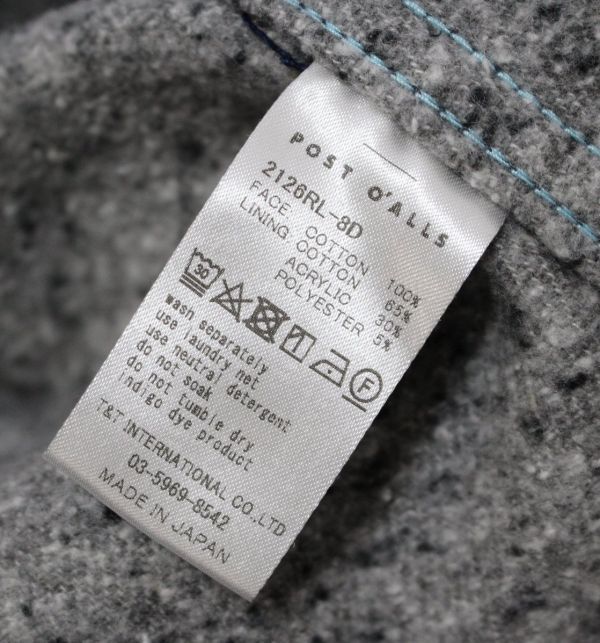 POST O'ALLS
2126RL-8D
FACE COTTON 100%
LINING COTTON 65%
ACRYLIC 30%
POLYESTER 5%
30 F
wash separately
use laundry net
use neutral detergent
do not soak
do not tumble dry
indigo dye product
T&T INTERNATIONAL CO.,LTD
03-5969-8542
MADE IN JAPAN